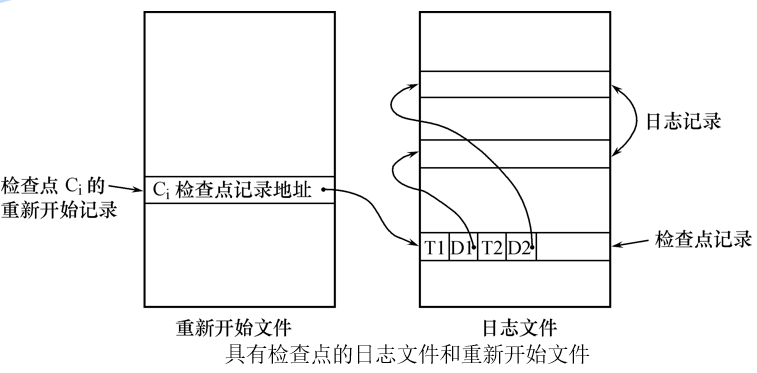 日志记录
检查点 Ci 的
重新开始记录
Ci 检查点记录地址
T1 D1 T2 D2
检查点记录
重新开始文件
日志文件
具有检查点的日志文件和重新开始文件